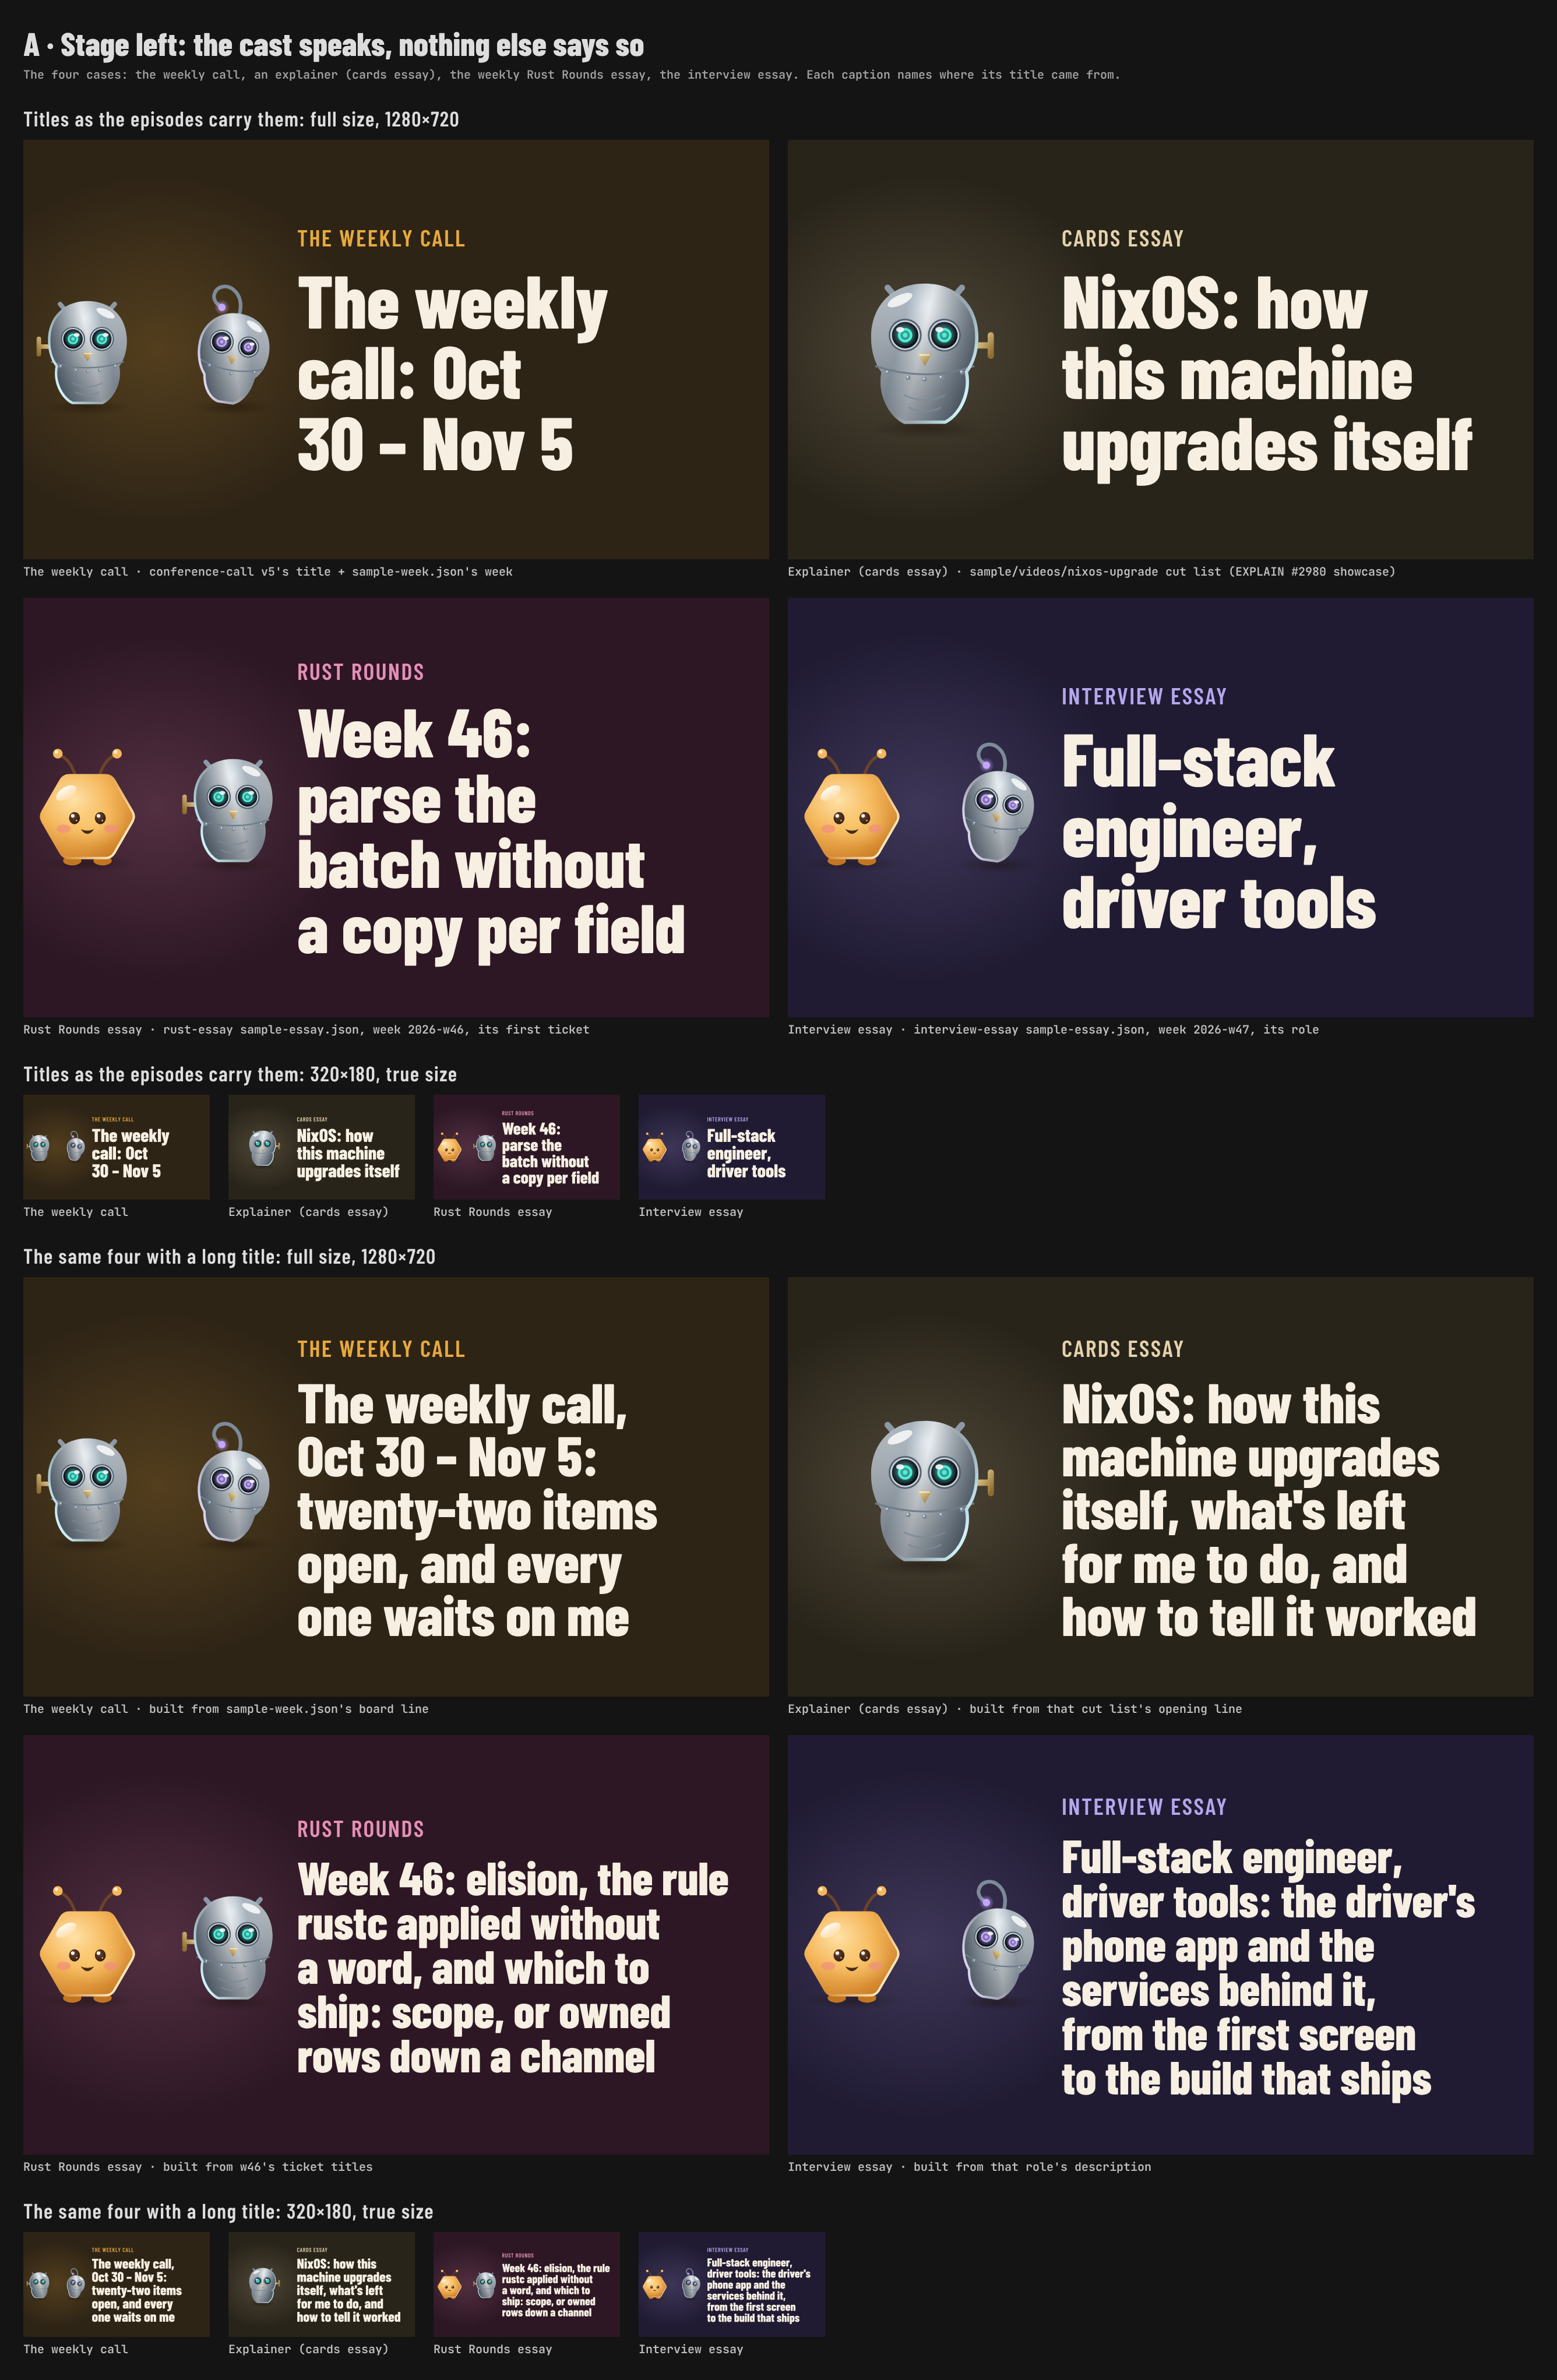 A · Stage left: the cast speaks, nothing else says so
The four cases: the weekly call, an explainer (cards essay), the weekly Rust Rounds essay, the interview essay. Each caption names where its title came from.
Titles as the episodes carry them: full size, 1280×720
THE WEEKLY CALL
The weekly
call: Oct
30 – Nov 5
The weekly call · conference-call v5's title + sample-week.json's week
CARDS ESSAY
NixOS: how
this machine
upgrades itself
Explainer (cards essay) · sample/videos/nixos-upgrade cut list (EXPLAIN #2980 showcase)
RUST ROUNDS
Week 46:
parse the
batch without
a copy per field
Rust Rounds essay · rust-essay sample-essay.json, week 2026-w46, its first ticket
INTERVIEW ESSAY
Full-stack
engineer,
driver tools
Interview essay · interview-essay sample-essay.json, week 2026-w47, its role
Titles as the episodes carry them: 320×180, true size
THE WEEKLY CALL
The weekly
call: Oct
30 – Nov 5
The weekly call
CARDS ESSAY
NixOS: how
this machine
upgrades itself
Explainer (cards essay)
RUST ROUNDS
Week 46:
parse the
batch without
a copy per field
Rust Rounds essay
INTERVIEW ESSAY
Full-stack
engineer,
driver tools
Interview essay
The same four with a long title: full size, 1280×720
THE WEEKLY CALL
The weekly call,
Oct 30 – Nov 5:
twenty-two items
open, and every
one waits on me
The weekly call · built from sample-week.json's board line
CARDS ESSAY
NixOS: how this
machine upgrades
itself, what's left
for me to do, and
how to tell it worked
Explainer (cards essay) · built from that cut list's opening line
RUST ROUNDS
Week 46: elision, the rule
rustc applied without
a word, and which to
ship: scope, or owned
rows down a channel
Rust Rounds essay · built from w46's ticket titles
INTERVIEW ESSAY
Full-stack engineer,
driver tools: the driver's
phone app and the
services behind it,
from the first screen
to the build that ships
Interview essay · built from that role's description
The same four with a long title: 320×180, true size
THE WEEKLY CALL
The weekly call,
Oct 30 – Nov 5:
twenty-two items
open, and every
one waits on me
The weekly call
CARDS ESSAY
NixOS: how this
machine upgrades
itself, what's left
for me to do, and
how to tell it worked
Explainer (cards essay)
RUST ROUNDS
Week 46: elision, the rule
rustc applied without
a word, and which to
ship: scope, or owned
rows down a channel
Rust Rounds essay
INTERVIEW ESSAY
Full-stack engineer,
driver tools: the driver's
phone app and the
services behind it,
from the first screen
to the build that ships
Interview essay